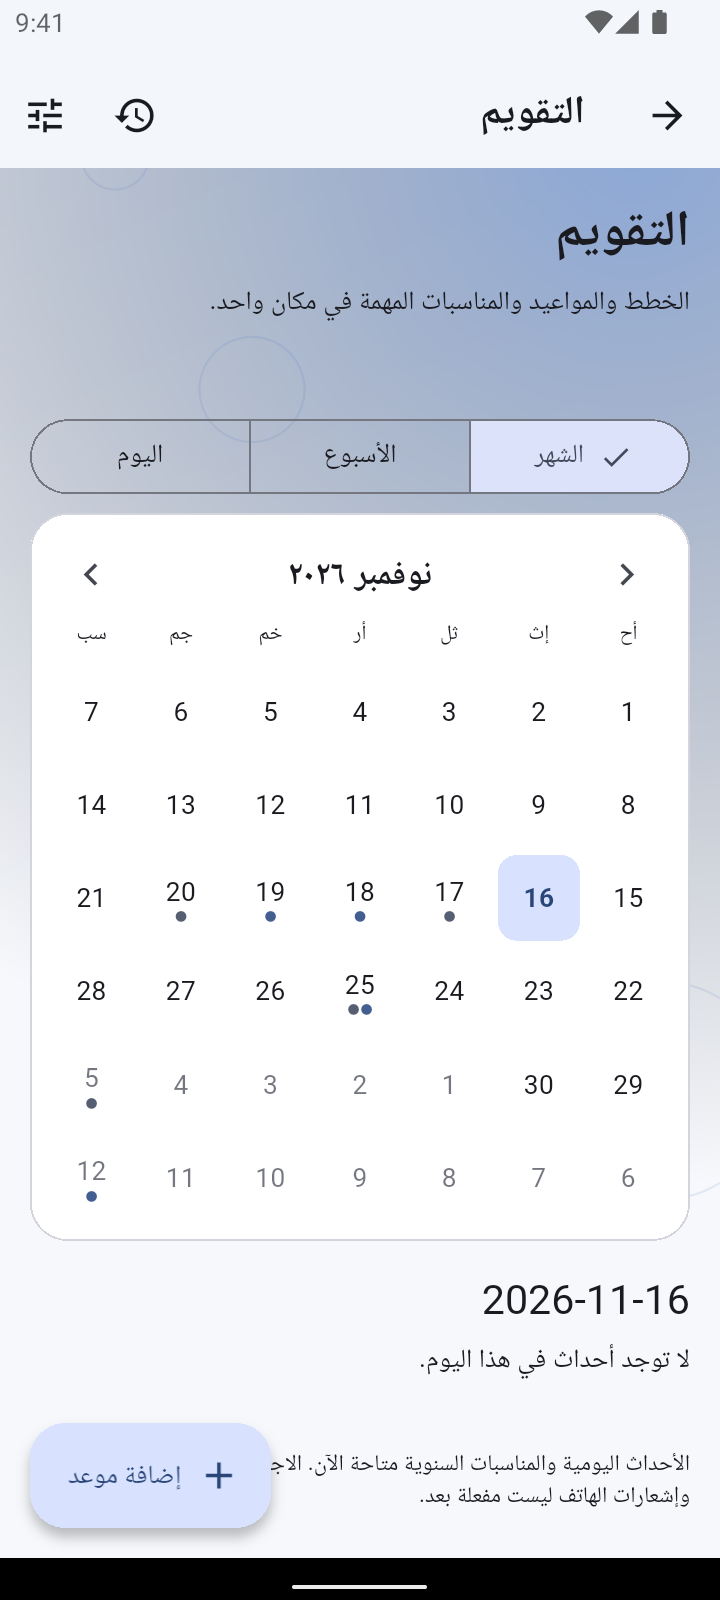 9:41
التقويم
التقويم
الخطط والمواعيد والمناسبات المهمة في مكان واحد.
الشهر الأسبوع اليوم
نوفمبر ٢٠٢٦
أح إث ثل أر خم جم سب
1 2 3 4 5 6 7
8 9 10 11 12 13 14
15 16 17 18 19 20 21
22 23 24 25 26 27 28
29 30 1 2 3 4 5
6 7 8 9 10 11 12
2026-11-16
لا توجد أحداث في هذا اليوم.
الأحداث اليومية والمناسبات السنوية متاحة الآن.
وإشعارات الهاتف ليست مفعلة بعد.
إضافة موعد